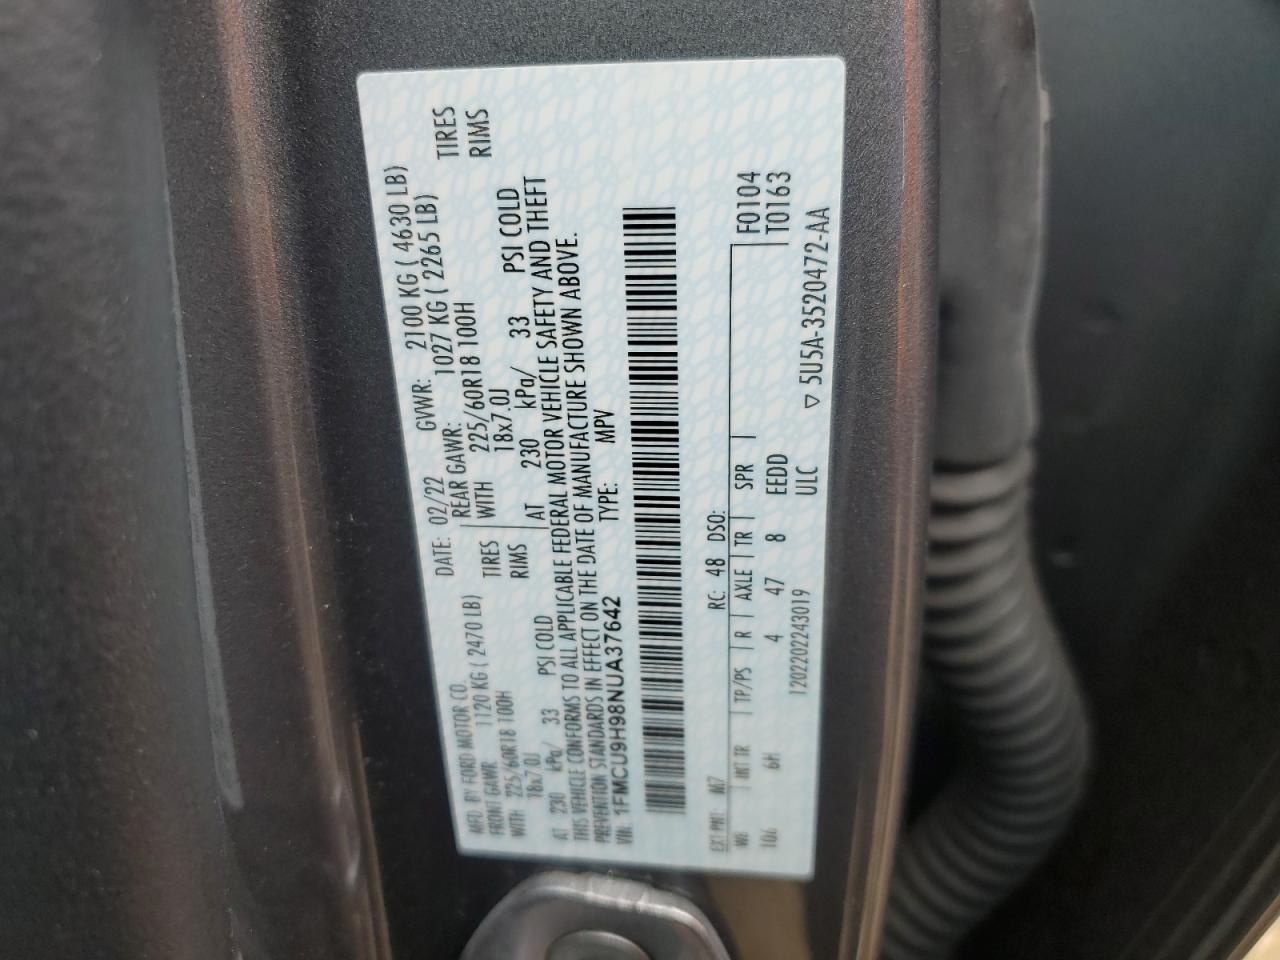 MFD. BY FORD MOTOR CO.
DATE: 02/22 GVWR: 2100 KG ( 4630 LB)
FRONT GAWR: 1120 KG ( 2470 LB) REAR GAWR: 1027 KG ( 2265 LB)
WITH 225/60R18 100H TIRES WITH 225/60R18 100H TIRES
18x7.0J RIMS 18x7.0J RIMS
AT 230 kPa/ 33 PSI COLD AT 230 kPa/ 33 PSI COLD
THIS VEHICLE CONFORMS TO ALL APPLICABLE FEDERAL MOTOR VEHICLE SAFETY AND THEFT
PREVENTION STANDARDS IN EFFECT ON THE DATE OF MANUFACTURE SHOWN ABOVE.
VIN: 1FMCU9H98NUA37642 TYPE: MPV
EXT PNT: M7 RC: 48 DSO: F0104
WB INT TR TP/PS R AXLE TR SPR T0163
106 6H 4 47 8 EEDD
1202202243019 ULC
▽ 5U5A-3520472-AA